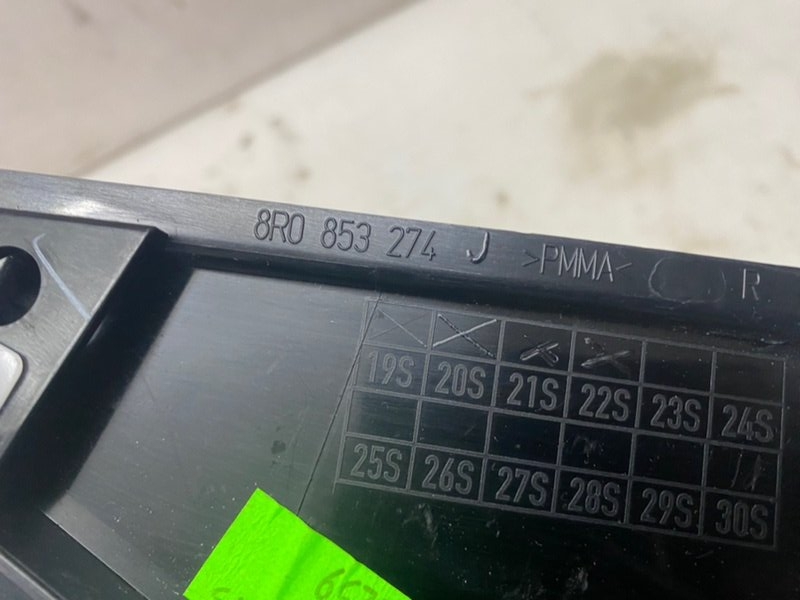 8R0 853 274 J >PMMA< R
19S 20S 21S 22S 23S 24S
25S 26S 27S 28S 29S 30S